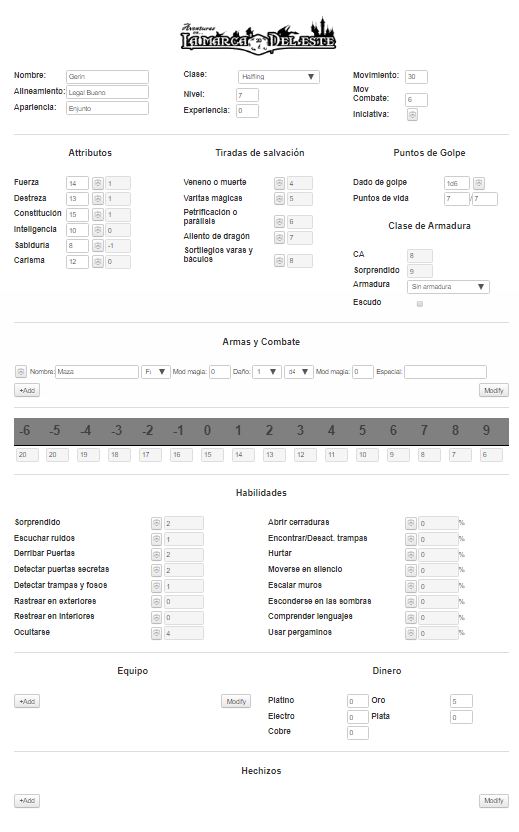 Aventuras en
LA MARCA DEL ESTE
Nombre: Gerin Clase: Halfling Movimiento: 30
Alineamiento: Legal Bueno Nivel: 7 Mov Combate: 6
Apariencia: Enjunto Experiencia: 0 Iniciativa:
Attributos Tiradas de salvación Puntos de Golpe
Fuerza 14 1 Veneno o muerte 4 Dado de golpe 1d6
Destreza 13 1 Varitas mágicas 5 Puntos de vida 7 / 7
Constitución 15 1 Petrificación o parálisis 6
Inteligencia 10 0 Aliento de dragón 7 Clase de Armadura
Sabiduria 8 -1 Sortilegios varas y báculos 8 CA 8
Carisma 12 0 Sorprendido 9
Armadura Sin armadura
Escudo
Armas y Combate
Nombre: Maza Mod magia: 0 Daño: 1 d4 Mod magia: 0 Especial:
+Add Modify
-6 -5 -4 -3 -2 -1 0 1 2 3 4 5 6 7 8 9
20 20 19 18 17 16 15 14 13 12 11 10 9 8 7 6
Habilidades
Sorprendido 2 Abrir cerraduras 0 %
Escuchar ruidos 1 Encontrar/Desact. trampas 0 %
Derribar Puertas 2 Hurtar 0 %
Detectar puertas secretas 2 Moverse en silencio 0 %
Detectar trampas y fosos 1 Escalar muros 0 %
Rastrear en exteriores 0 Esconderse en las sombras 0 %
Restrear en interiores 0 Comprender lenguajes 0 %
Ocultarse 4 Usar pergaminos 0 %
Equipo Dinero
+Add Modify Platino 0 Oro 5
Electro 0 Plata 0
Cobre 0
Hechizos
+Add Modify